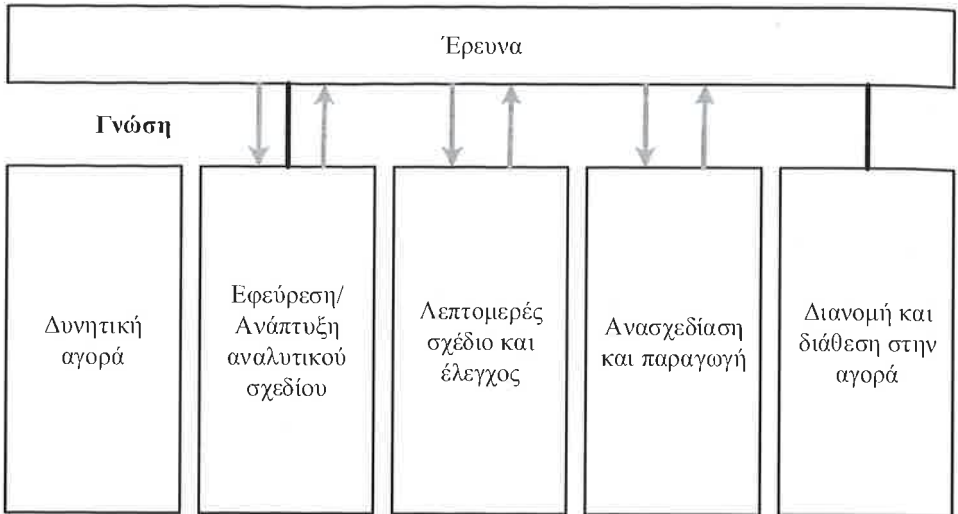 Έρευνα
Γνώση
Δυνητική
αγορά
Εφεύρεση/
Ανάπτυξη
αναλυτικού
σχεδίου
Λεπτομερές
σχέδιο και
έλεγχος
Ανασχεδίαση
και παραγωγή
Διανομή και
διάθεση στην
αγορά